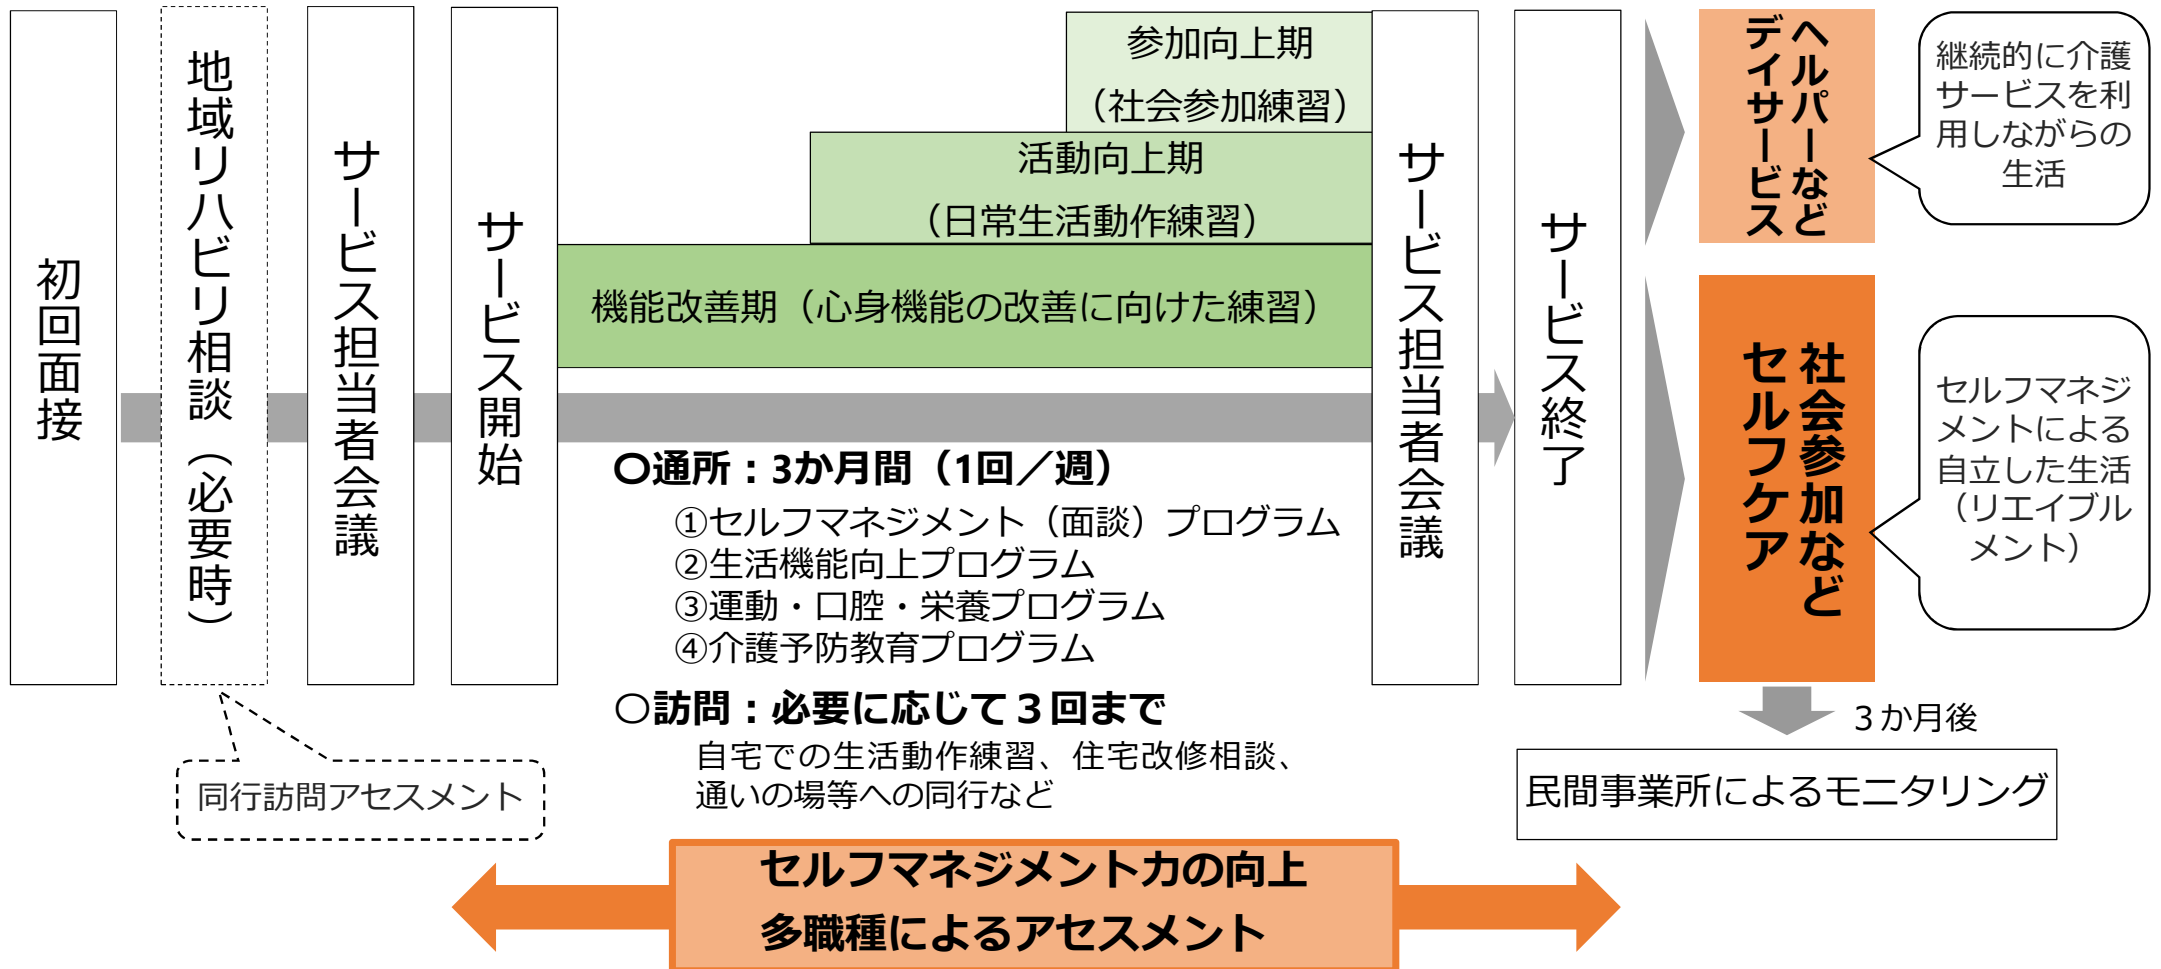 初回面接
地域リハビリ相談（必要時）
サービス担当者会議
サービス開始
参加向上期
（社会参加練習）
活動向上期
（日常生活動作練習）
機能改善期（心身機能の改善に向けた練習）
〇通所：3か月間（1回／週）
①セルフマネジメント（面談）プログラム
②生活機能向上プログラム
③運動・口腔・栄養プログラム
④介護予防教育プログラム
〇訪問：必要に応じて３回まで
自宅での生活動作練習、住宅改修相談、
通いの場等への同行など
サービス担当者会議
サービス終了
ヘルパーなど
デイサービス
継続的に介護
サービスを利
用しながらの
生活
社会参加など
セルフケア
セルフマネジ
メントによる
自立した生活
（リエイブル
メント）
３か月後
民間事業所によるモニタリング
同行訪問アセスメント
セルフマネジメント力の向上
多職種によるアセスメント